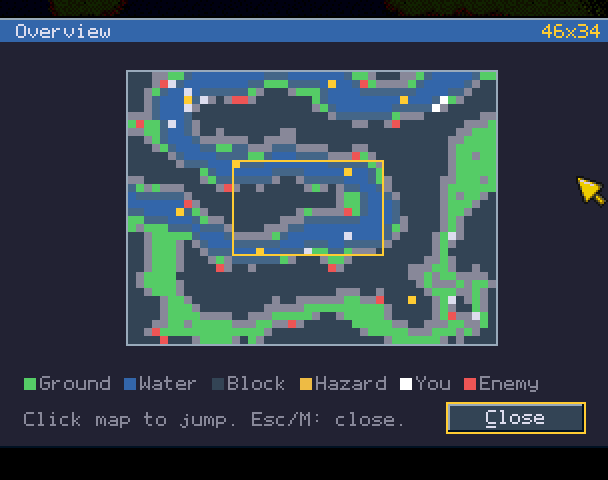 Overview 46x34
Ground Water Block Hazard You Enemy
Click map to jump. Esc/M: close. Close